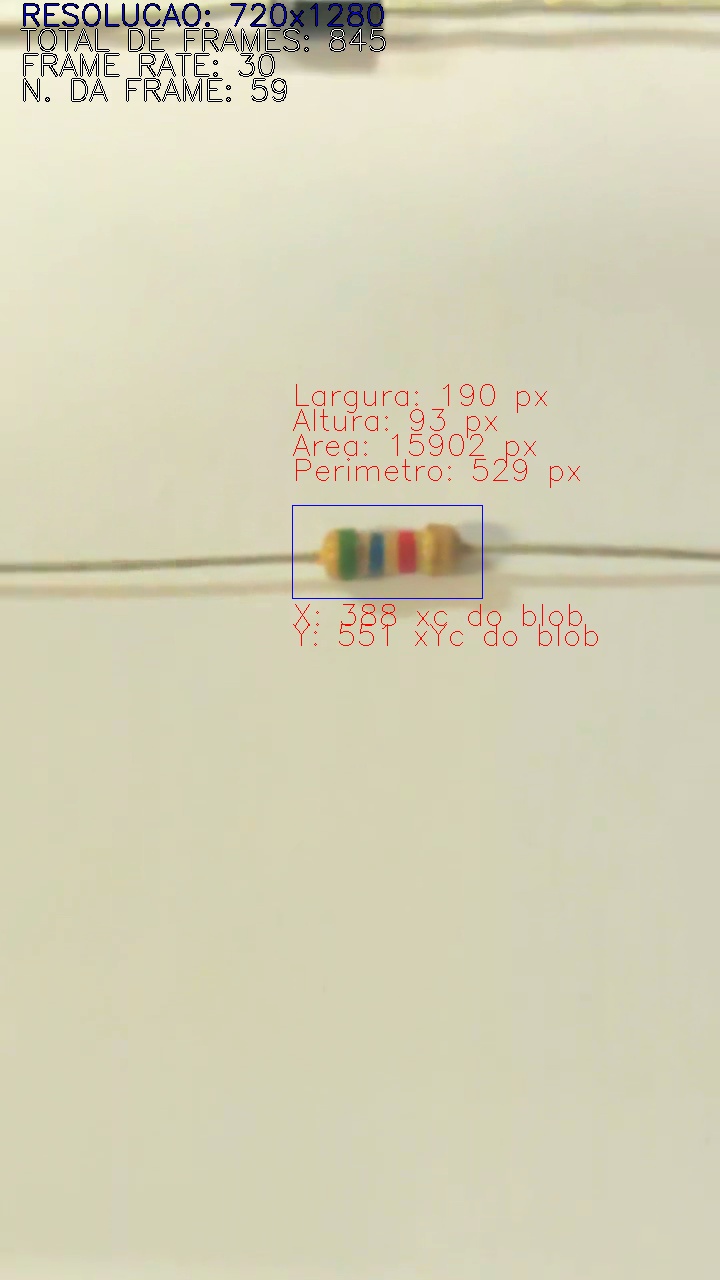 RESOLUCAO: 720x1280
TOTAL DE FRAMES: 845
FRAME RATE: 30
N. DA FRAME: 59
Largura: 190 px
Altura: 93 px
Area: 15902 px
Perimetro: 529 px
X: 388 xc do blob
Y: 551 xYc do blob